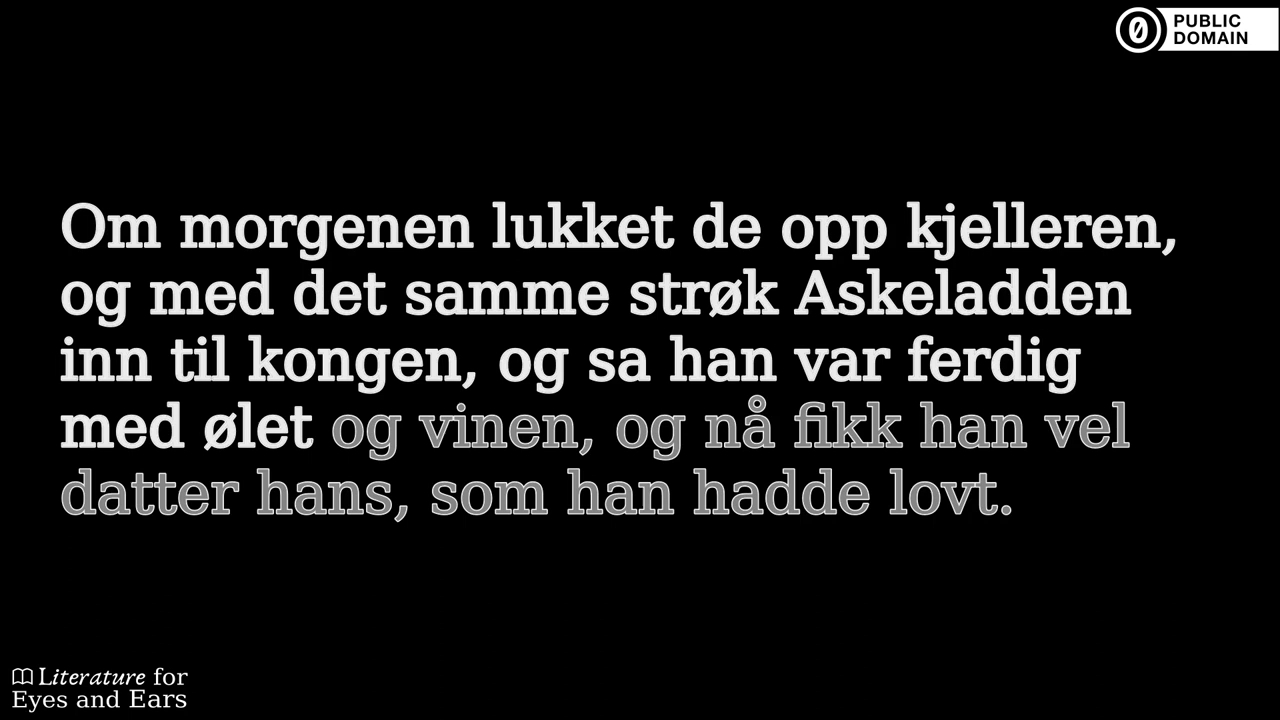 PUBLIC
DOMAIN
Om morgenen lukket de opp kjelleren,
og med det samme strøk Askeladden
inn til kongen, og sa han var ferdig
med ølet og vinen, og nå fikk han vel
datter hans, som han hadde lovt.
Literature for
Eyes and Ears